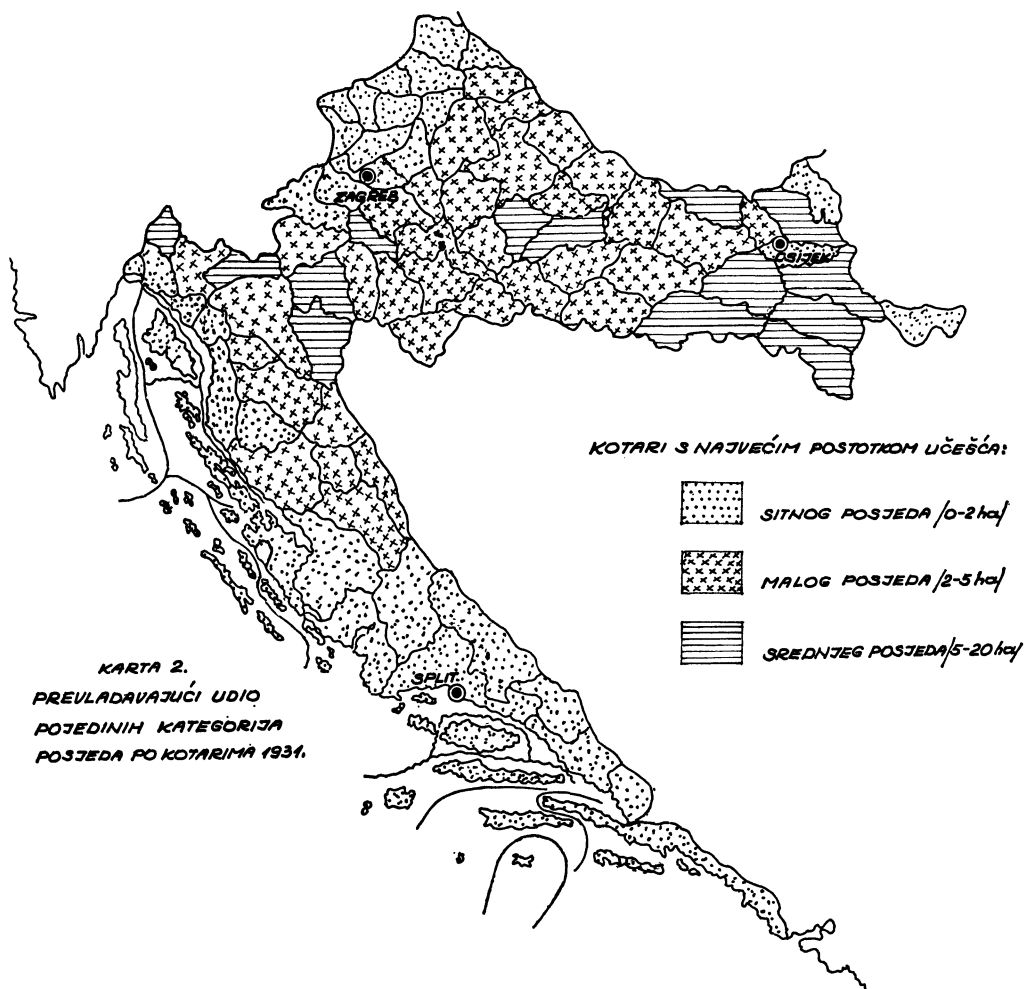 ZAGREB
OSIJEK
KOTARI S NAJVEĆIM POSTOTKOM UČEŠĆA:
SITNOG POSJEDA /0-2 ha/
MALOG POSJEDA /2-5 ha/
SREDNJEG POSJEDA /5-20 ha/
SPLIT
KARTA 2.
PREVLADAVAJUĆI UDIO
POJEDINIH KATEGORIJA
POSJEDA PO KOTARIMA 1931.